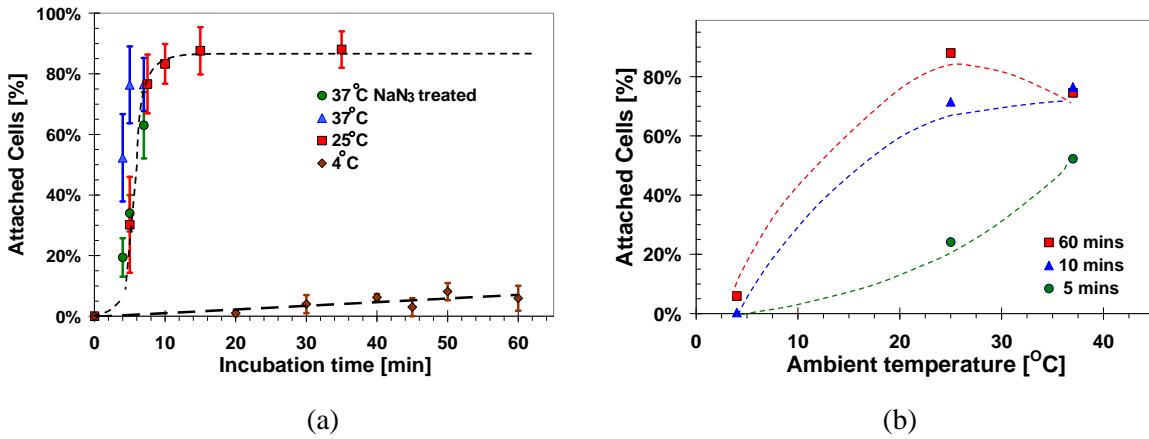 100%
80%
60%
40%
20%
0%
Attached Cells [%]
37°C NaN3 treated
37°C
25°C
4°C
0 10 20 30 40 50 60
Incubation time [min]
(a)
80%
60%
40%
20%
0%
Attached Cells [%]
60 mins
10 mins
5 mins
0 10 20 30 40
Ambient temperature [OC]
(b)